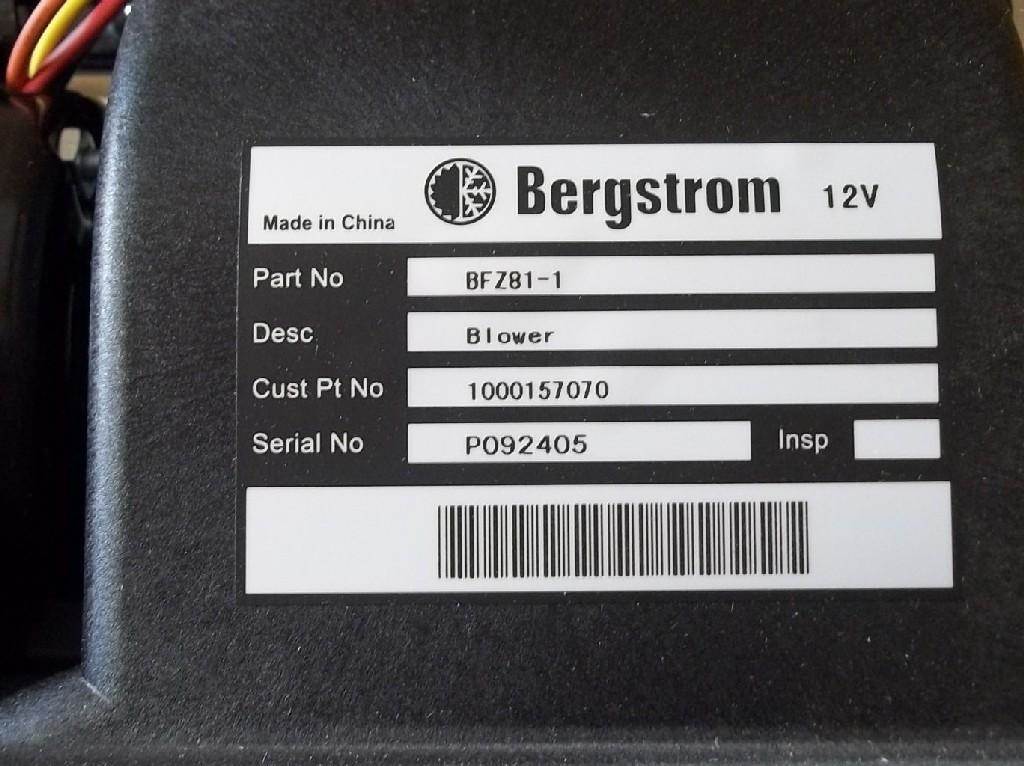 Bergstrom 12V
Made in China
Part No BFZ81-1
Desc Blower
Cust Pt No 1000157070
Serial No P092405 Insp